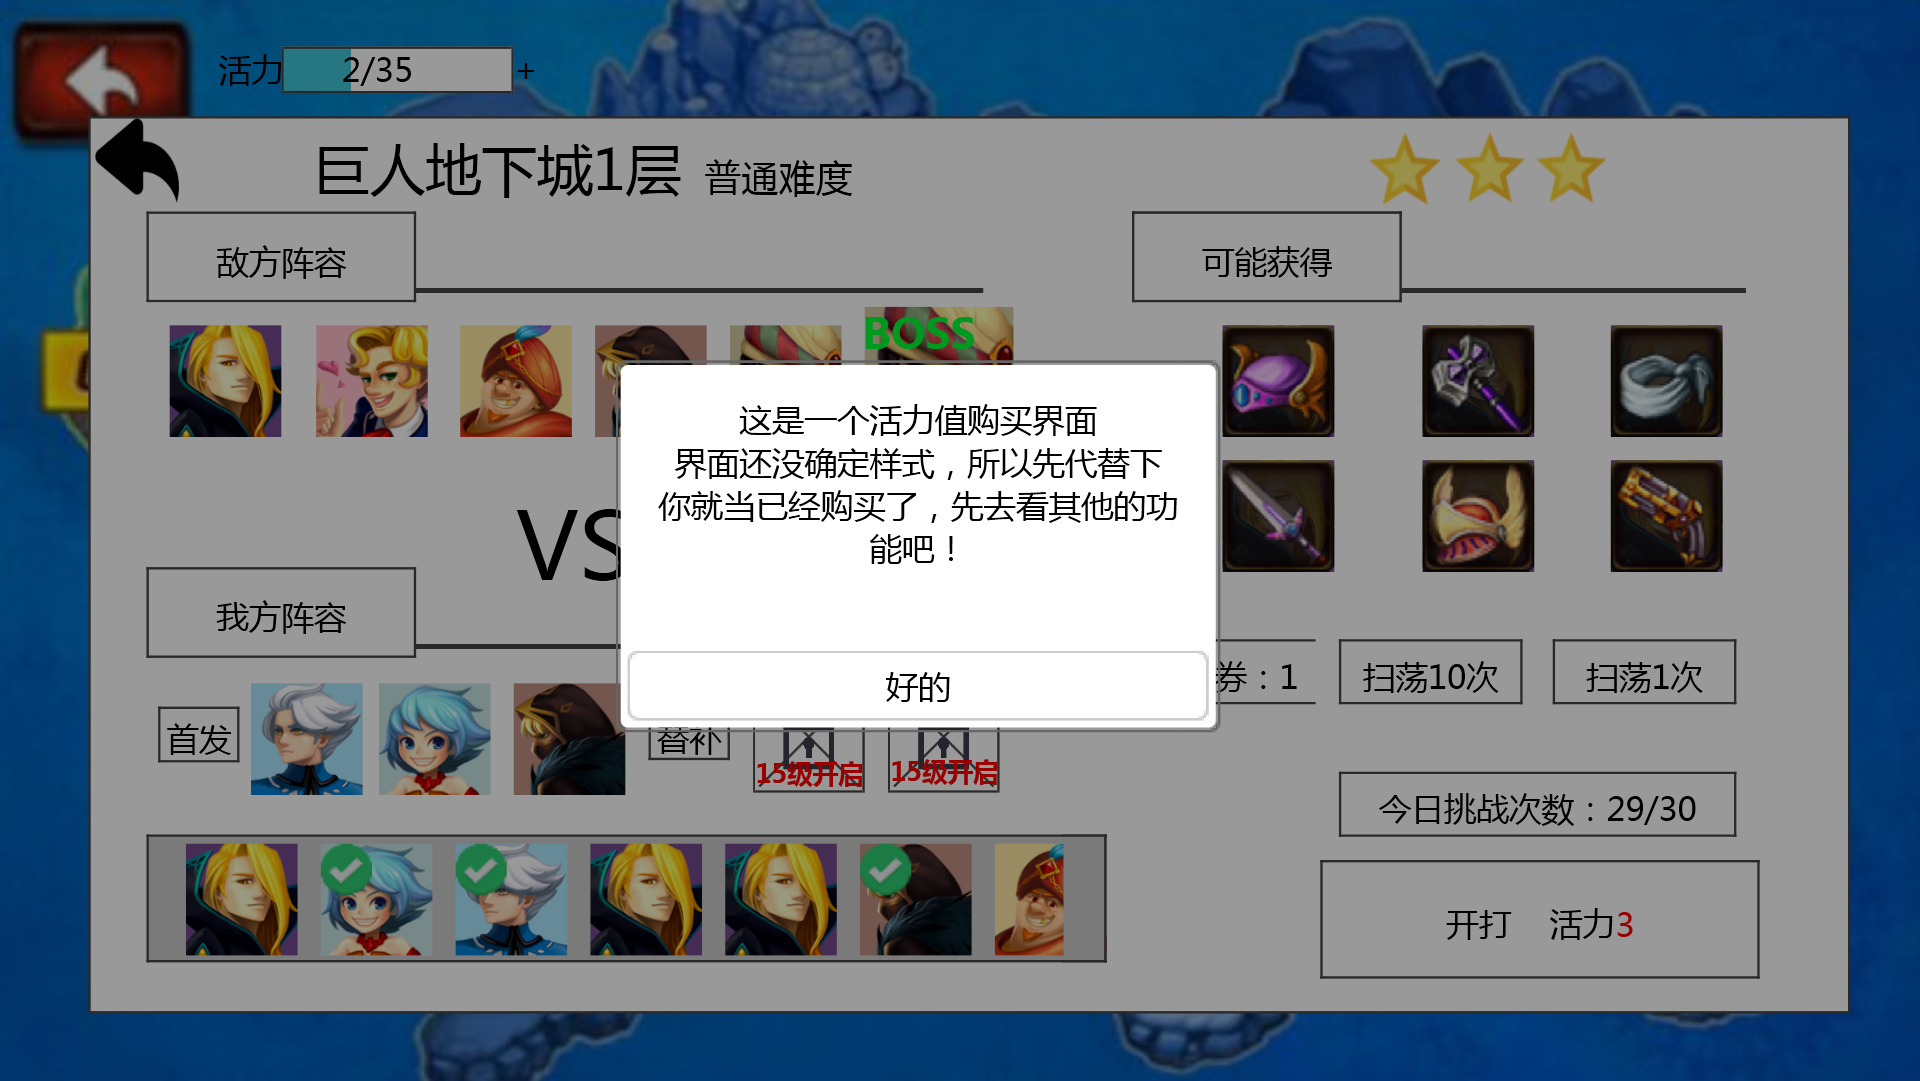 活力 2/35 +
巨人地下城1层 普通难度
敌方阵容
可能获得
BOSS
这是一个活力值购买界面
界面还没确定样式，所以先代替下
你就当已经购买了，先去看其他的功
能吧！
好的
VS
我方阵容
券：1
扫荡10次
扫荡1次
首发
替补
15级开启
15级开启
今日挑战次数：29/30
开打 活力3